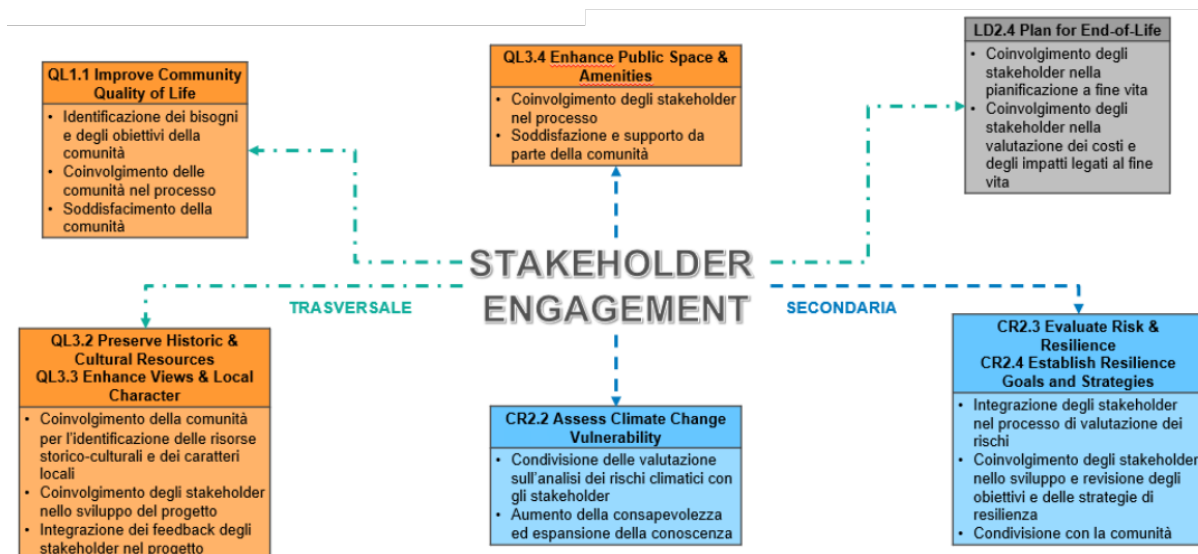 QL1.1 Improve Community
Quality of Life
• Identificazione dei bisogni
e degli obiettivi della
comunità
• Coinvolgimento delle
comunità nel processo
• Soddisfacimento della
comunità
QL3.4 Enhance Public Space &
Amenities
• Coinvolgimento degli stakeholder
nel processo
• Soddisfazione e supporto da
parte della comunità
LD2.4 Plan for End-of-Life
• Coinvolgimento degli
stakeholder nella
pianificazione a fine vita
• Coinvolgimento degli
stakeholder nella
valutazione dei costi e
degli impatti legati al fine
vita
STAKEHOLDER
ENGAGEMENT
TRASVERSALE
SECONDARIA
QL3.2 Preserve Historic &
Cultural Resources
QL3.3 Enhance Views & Local
Character
• Coinvolgimento della comunità
per l'identificazione delle risorse
storico-culturali e dei caratteri
locali
• Coinvolgimento degli stakeholder
nello sviluppo del progetto
• Integrazione dei feedback degli
stakeholder nel progetto
CR2.2 Assess Climate Change
Vulnerability
• Condivisione delle valutazione
sull'analisi dei rischi climatici con
gli stakeholder
• Aumento della consapevolezza
ed espansione della conoscenza
CR2.3 Evaluate Risk &
Resilience
CR2.4 Establish Resilience
Goals and Strategies
• Integrazione degli stakeholder
nel processo di valutazione dei
rischi
• Coinvolgimento degli stakeholder
nello sviluppo e revisione degli
obiettivi e delle strategie di
resilienza
• Condivisione con la comunità